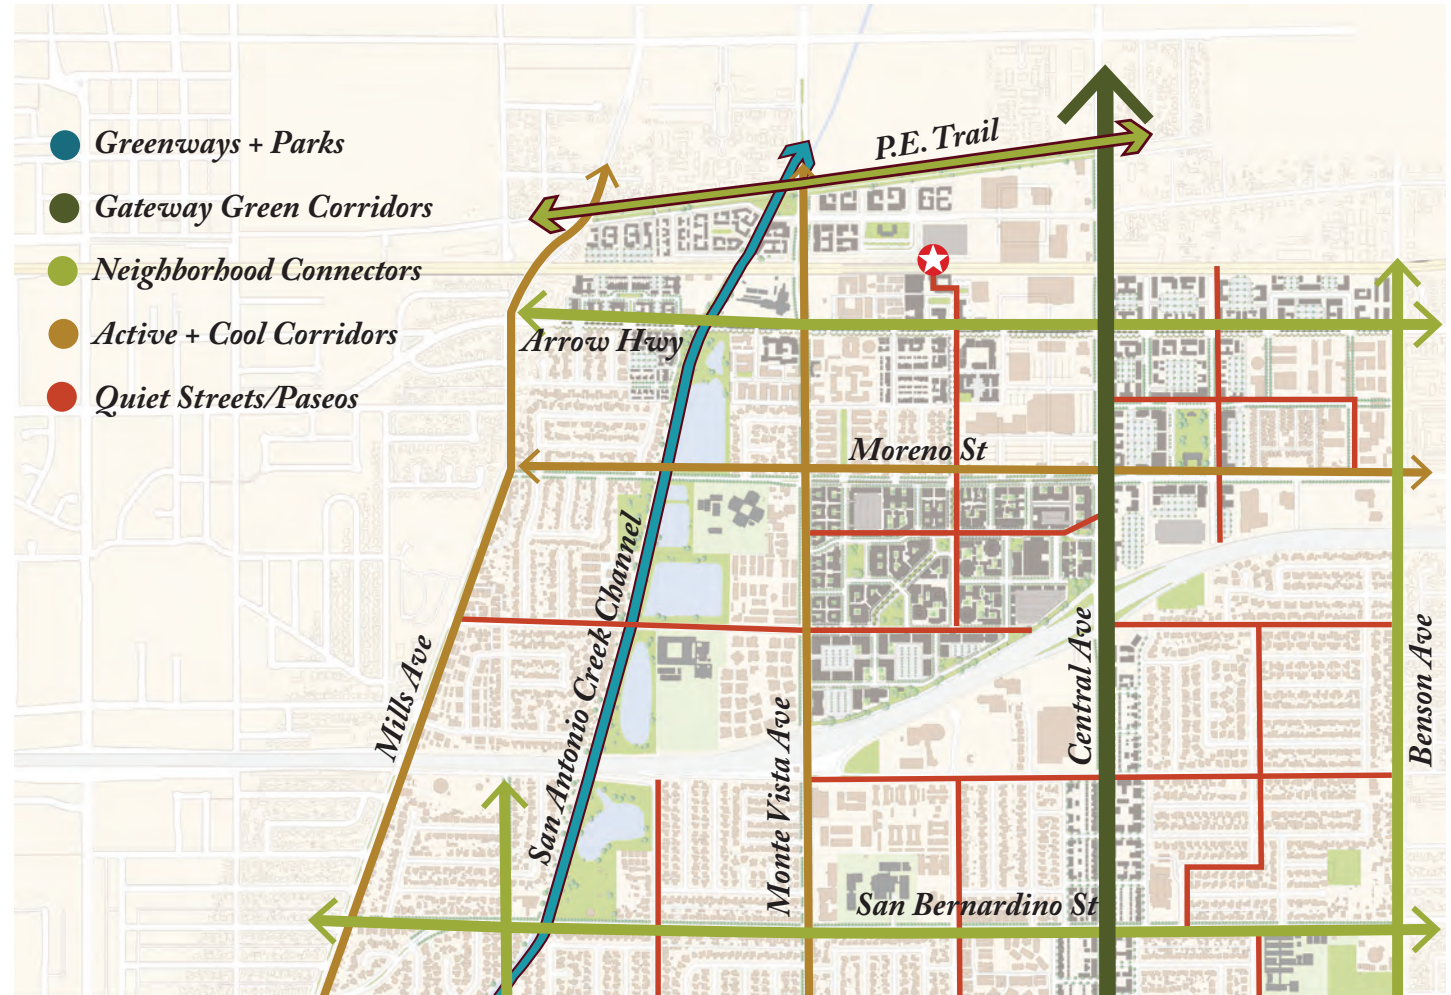 P.E. Trail
Greenways + Parks
Gateway Green Corridors
Neighborhood Connectors
Active + Cool Corridors
Quiet Streets/Paseos
Arrow Hwy
Moreno St
San Antonio Creek Channel
Mills Ave
Monte Vista Ave
Central Ave
Benson Ave
San Bernardino St